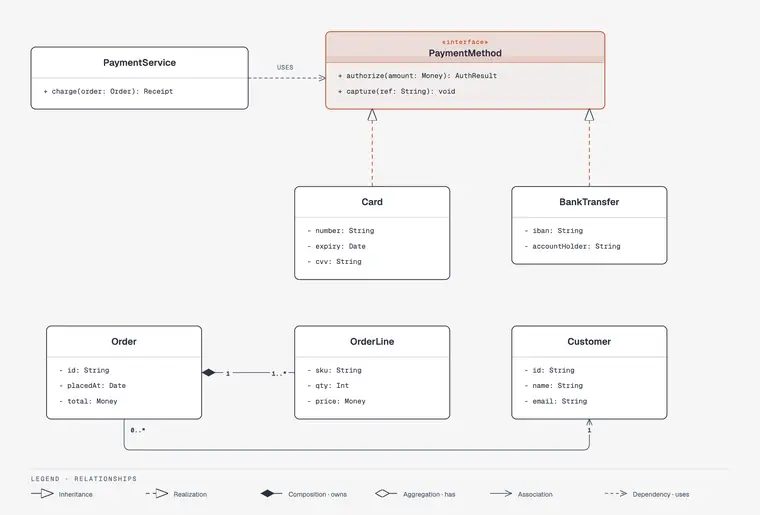 «interface»
PaymentService
PaymentMethod
USES
+ authorize(amount: Money): AuthResult
+ charge(order: Order): Receipt
+ capture(ref: String): void
Card
BankTransfer
- number: String
- expiry: Date
- cvv: String
- iban: String
- accountHolder: String
Order
- id: String
- placedAt: Date
- total: Money
1
1..*
OrderLine
- sku: String
- qty: Int
- price: Money
Customer
- id: String
- name: String
- email: String
0..*
1
LEGEND · RELATIONSHIPS
Inheritance
Realization
Composition · owns
Aggregation · has
Association
Dependency · uses